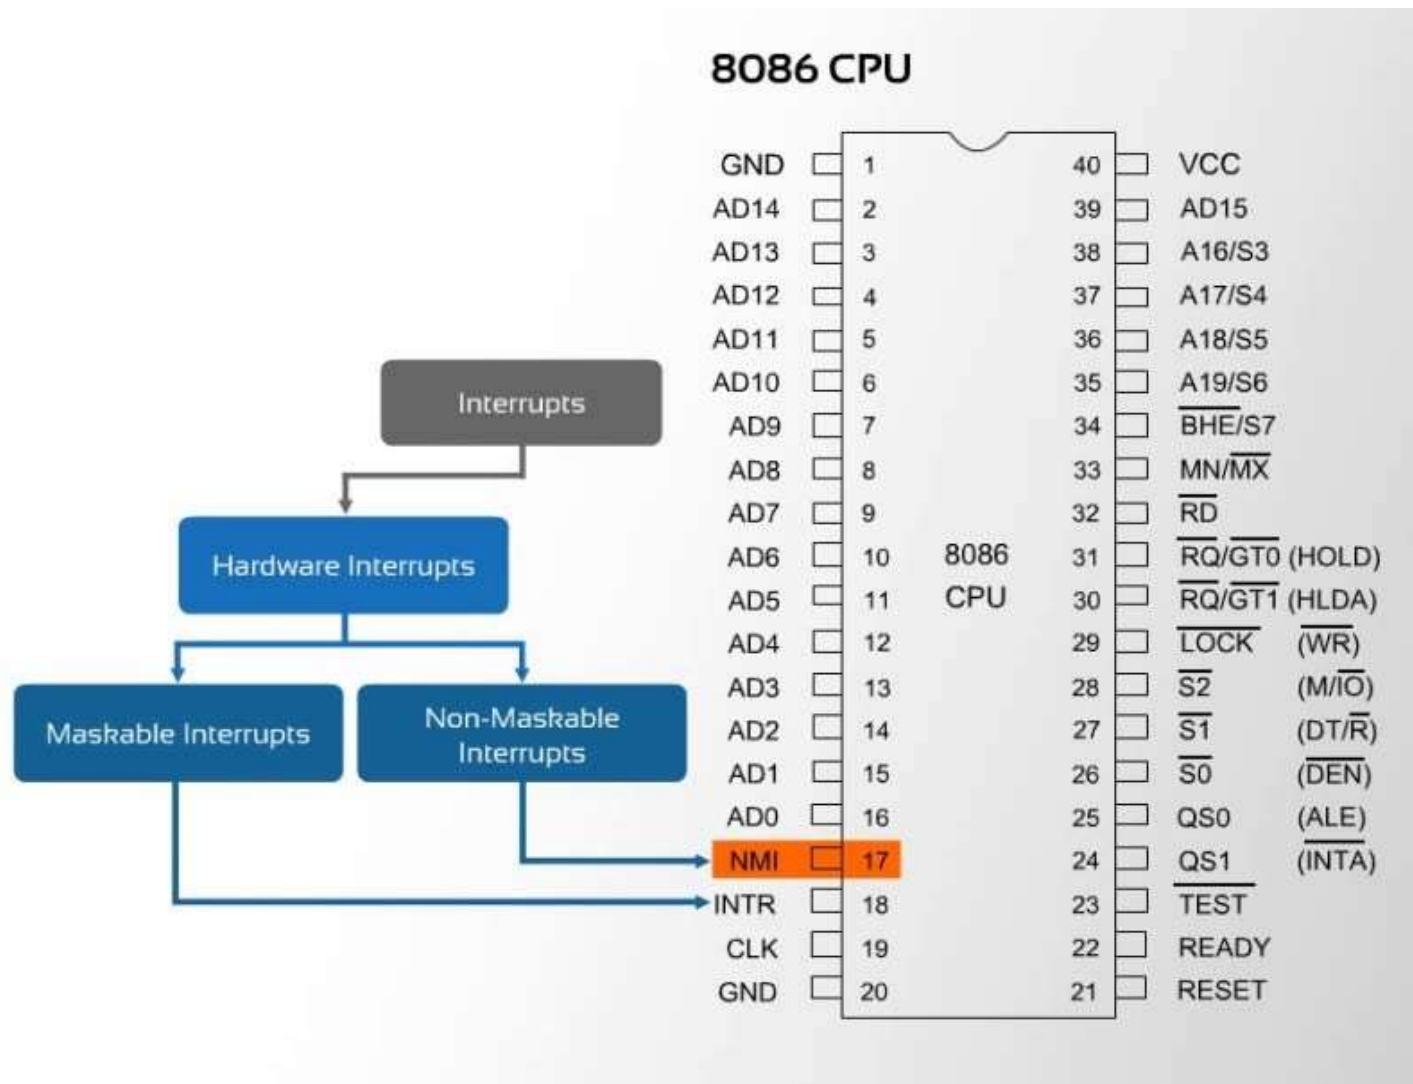 8086 CPU
GND 1 40 VCC
AD14 2 39 AD15
AD13 3 38 A16/S3
AD12 4 37 A17/S4
AD11 5 36 A18/S5
AD10 6 35 A19/S6
AD9 7 34 BHE/S7
AD8 8 33 MN/MX
AD7 9 32 RD
AD6 10 31 RQ/GT0 (HOLD)
AD5 11 30 RQ/GT1 (HLDA)
AD4 12 29 LOCK (WR)
AD3 13 28 S2 (M/IO)
AD2 14 27 S1 (DT/R)
AD1 15 26 S0 (DEN)
AD0 16 25 QS0 (ALE)
NMI 17 24 QS1 (INTA)
INTR 18 23 TEST
CLK 19 22 READY
GND 20 21 RESET
8086
CPU
Interrupts
Hardware Interrupts
Maskable Interrupts
Non-Maskable
Interrupts